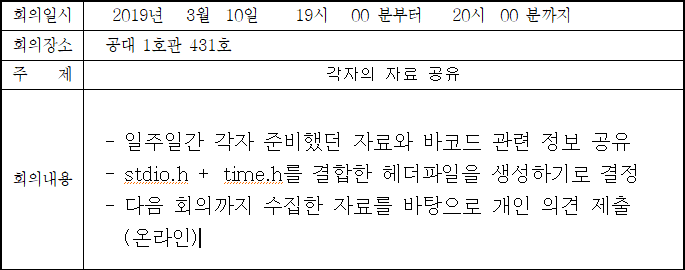 회의일시 2019년 3월 10일 19시 00 분부터 20시 00 분까지
회의장소 공대 1호관 431호
주 제 각자의 자료 공유
회의내용
- 일주일간 각자 준비했던 자료와 바코드 관련 정보 공유
- stdio.h + time.h를 결합한 헤더파일을 생성하기로 결정
- 다음 회의까지 수집한 자료를 바탕으로 개인 의견 제출
(온라인)